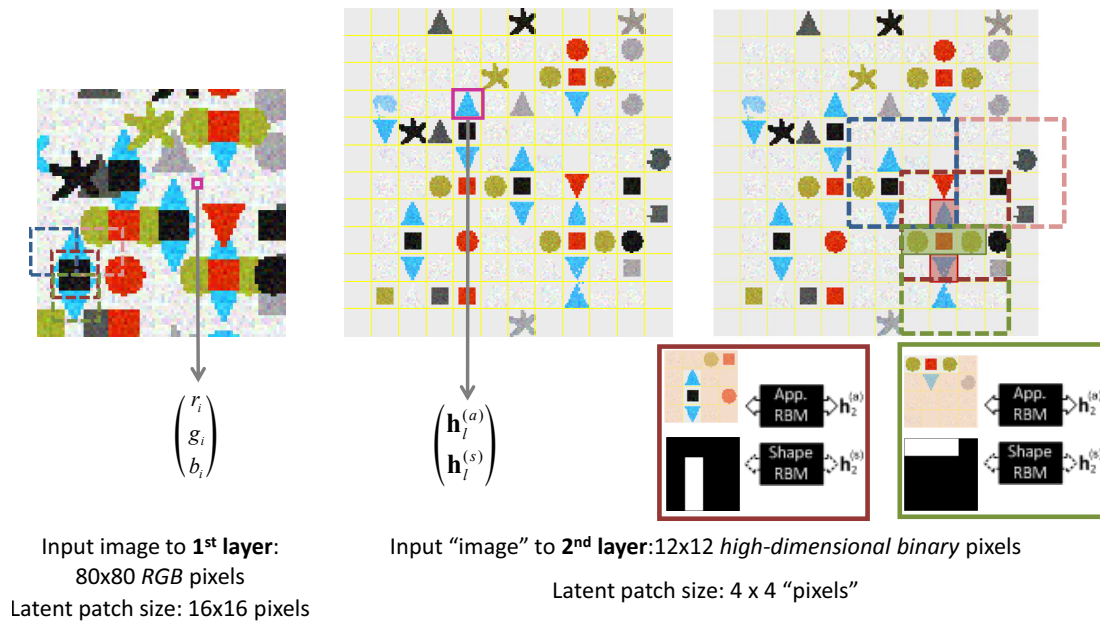 r_i
g_i
b_i
h_l^(a)
h_l^(s)
App.
RBM
h_2^(a)
Shape
RBM
h_2^(s)
App.
RBM
h_2^(a)
Shape
RBM
h_2^(s)
Input image to 1st layer:
80x80 RGB pixels
Latent patch size: 16x16 pixels
Input “image” to 2nd layer:12x12 high-dimensional binary pixels
Latent patch size: 4 x 4 “pixels”